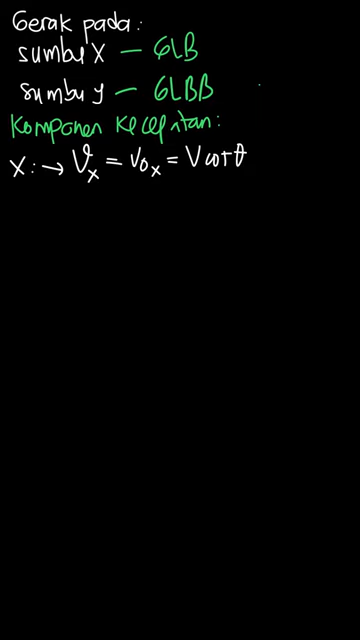 Gerak pada:
sumbu X – GLB
sumbu y – GLBB
Komponen Kecepatan:
X: → Vx = V0x = V cos θ